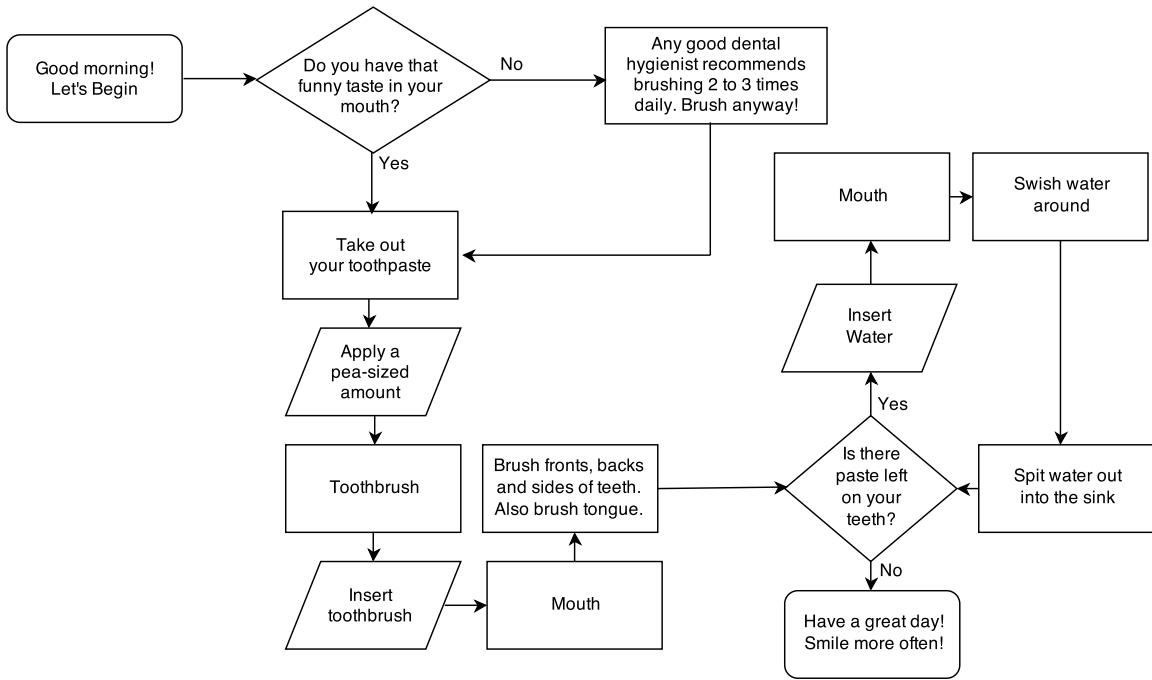 Good morning!
Let's Begin
Do you have that
funny taste in your
mouth?
No
Any good dental
hygienist recommends
brushing 2 to 3 times
daily. Brush anyway!
Yes
Take out
your toothpaste
Apply a
pea-sized
amount
Toothbrush
Insert
toothbrush
Mouth
Brush fronts, backs
and sides of teeth.
Also brush tongue.
Is there
paste left
on your
teeth?
Yes
Insert
Water
Mouth
Swish water
around
Spit water out
into the sink
No
Have a great day!
Smile more often!